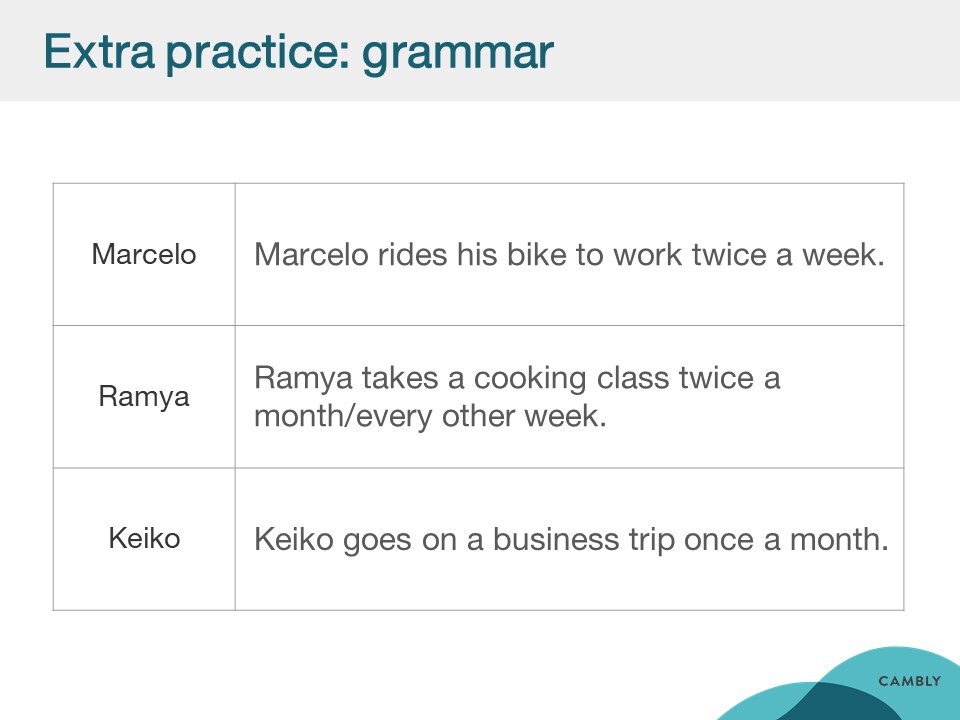 Extra practice: grammar
Marcelo
Marcelo rides his bike to work twice a week.
Ramya
Ramya takes a cooking class twice a
month/every other week.
Keiko
Keiko goes on a business trip once a month.
CAMBLY